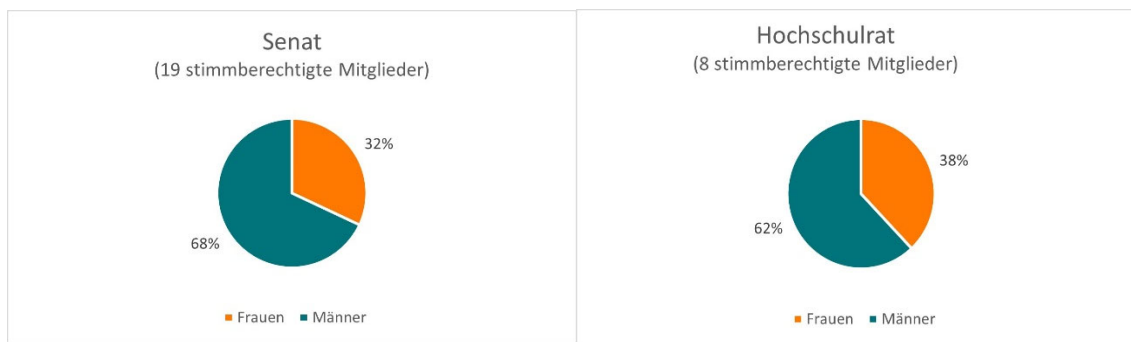 Senat
(19 stimmberechtigte Mitglieder)
32%
68%
Frauen Männer
Hochschulrat
(8 stimmberechtigte Mitglieder)
38%
62%
Frauen Männer